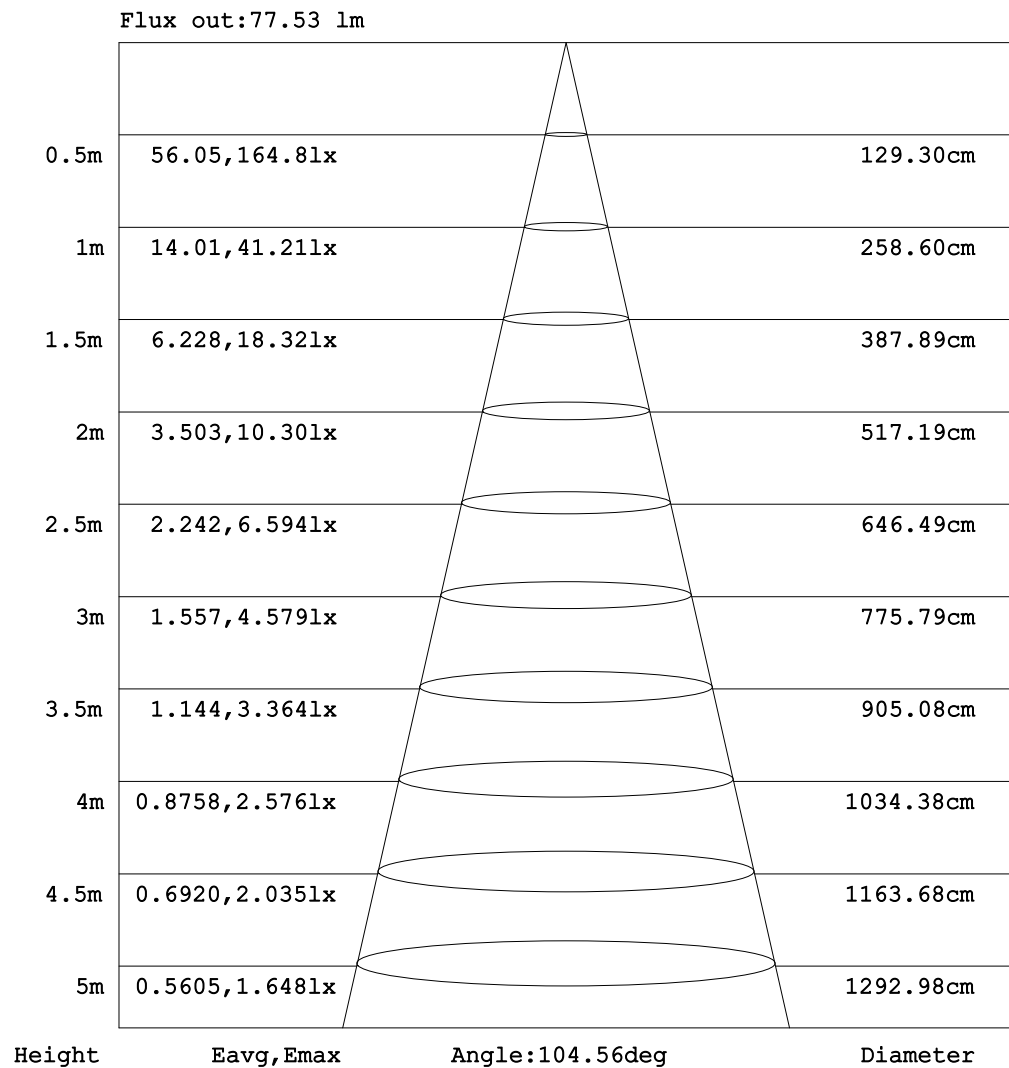 Flux out:77.53 lm
0.5m 56.05,164.8lx 129.30cm
1m 14.01,41.21lx 258.60cm
1.5m 6.228,18.32lx 387.89cm
2m 3.503,10.30lx 517.19cm
2.5m 2.242,6.594lx 646.49cm
3m 1.557,4.579lx 775.79cm
3.5m 1.144,3.364lx 905.08cm
4m 0.8758,2.576lx 1034.38cm
4.5m 0.6920,2.035lx 1163.68cm
5m 0.5605,1.648lx 1292.98cm
Height Eavg,Emax Angle:104.56deg Diameter